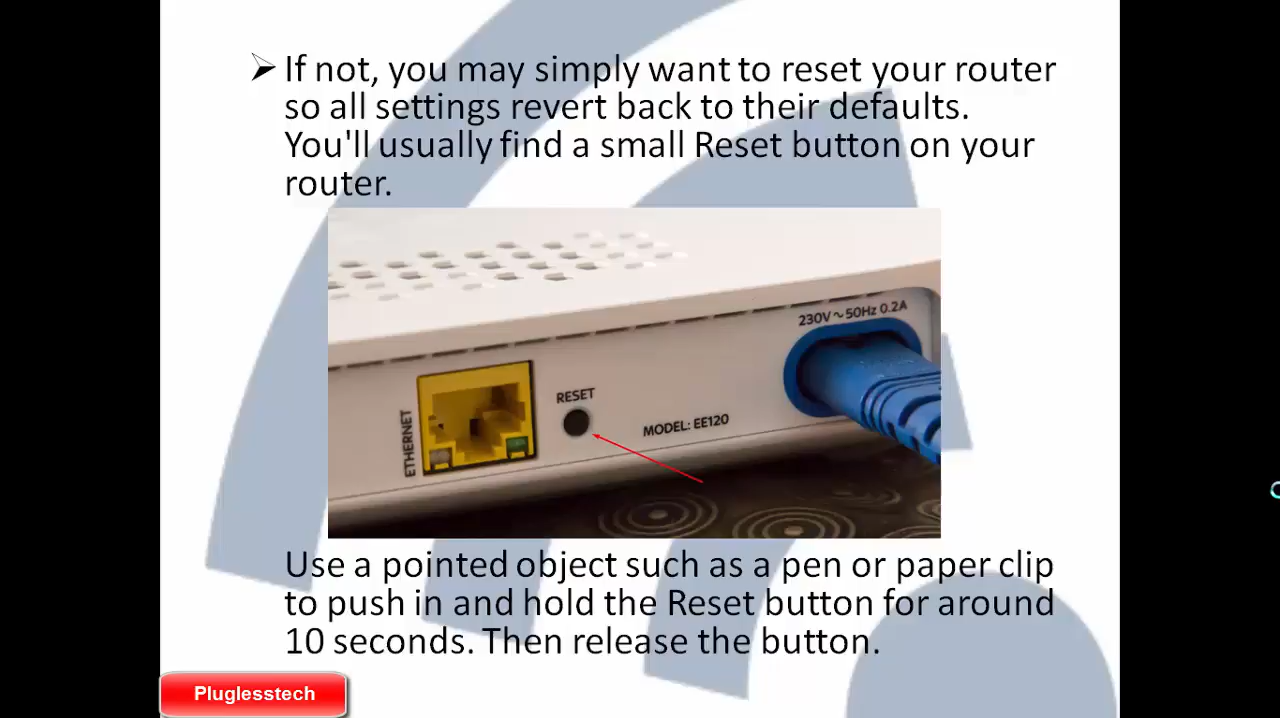 If not, you may simply want to reset your router
so all settings revert back to their defaults.
You'll usually find a small Reset button on your
router.
230V ~ 50Hz 0.2A
RESET
ETHERNET
MODEL: EE120
Use a pointed object such as a pen or paper clip
to push in and hold the Reset button for around
10 seconds. Then release the button.
Pluglesstech